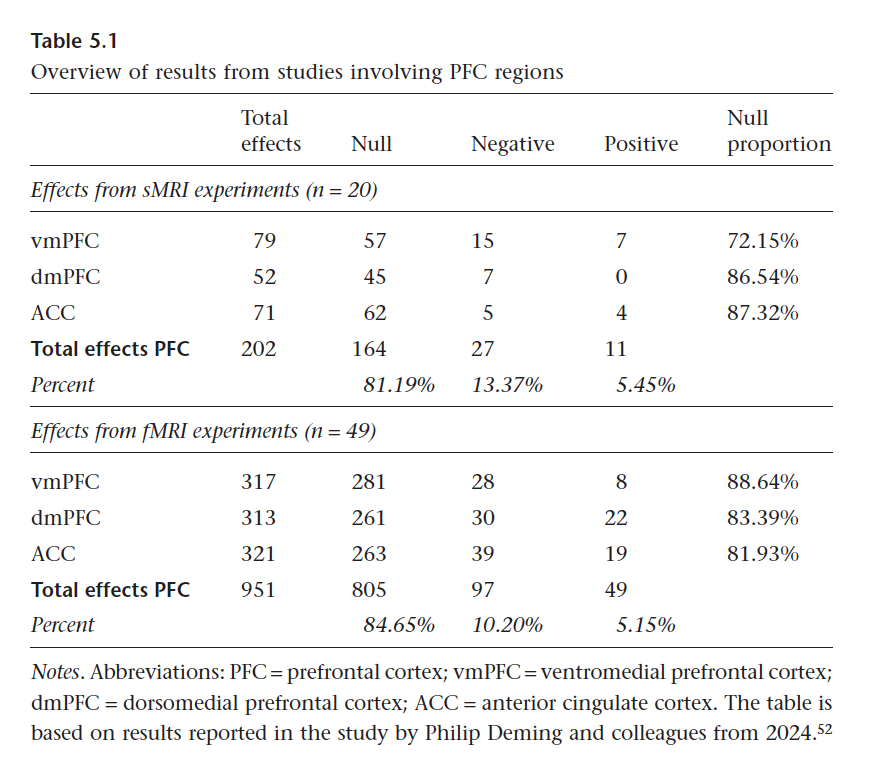 Table 5.1
Overview of results from studies involving PFC regions
Total effects Null Negative Positive Null proportion
Effects from sMRI experiments (n = 20)
vmPFC 79 57 15 7 72.15%
dmPFC 52 45 7 0 86.54%
ACC 71 62 5 4 87.32%
Total effects PFC 202 164 27 11
Percent 81.19% 13.37% 5.45%
Effects from fMRI experiments (n = 49)
vmPFC 317 281 28 8 88.64%
dmPFC 313 261 30 22 83.39%
ACC 321 263 39 19 81.93%
Total effects PFC 951 805 97 49
Percent 84.65% 10.20% 5.15%
Notes. Abbreviations: PFC = prefrontal cortex; vmPFC = ventromedial prefrontal cortex;
dmPFC = dorsomedial prefrontal cortex; ACC = anterior cingulate cortex. The table is
based on results reported in the study by Philip Deming and colleagues from 2024.⁵²